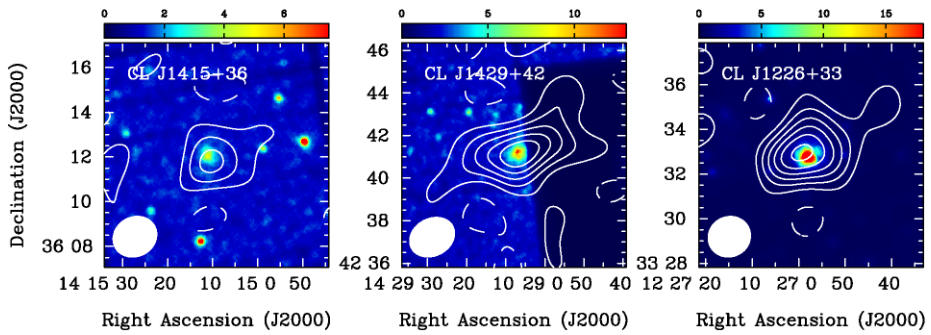 0 2 4 6
0 5 10
0 5 10 15
CL J1415+36
CL J1429+42
CL J1226+33
Declination (J2000)
16
14
12
10
36 08
46
44
42
40
38
42 36
36
34
32
30
33 28
14 15 30 20 10 0 50
14 29 30 20 10 29 0 50 40
12 27 20 10 27 0 50 40
Right Ascension (J2000)
Right Ascension (J2000)
Right Ascension (J2000)